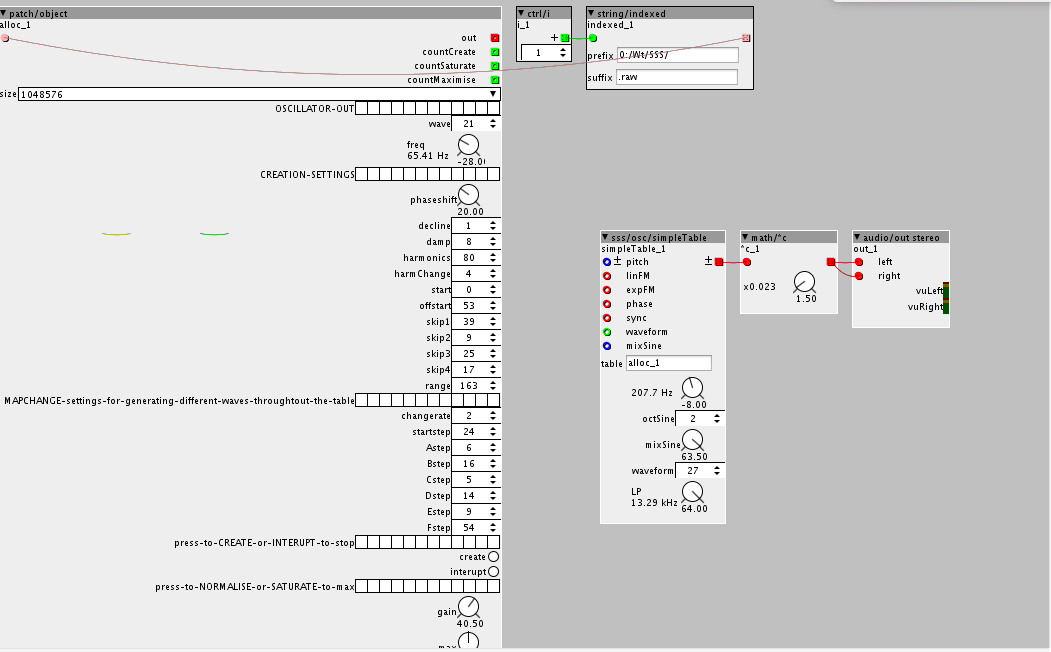 patch/object
alloc_1
out
countCreate
countSaturate
countMaximise
size 1048576
OSCILLATOR-OUT
wave 21
freq
65.41 Hz
-28.0
CREATION-SETTINGS
phaseshift
20.00
decline 1
damp 8
harmonics 80
harmChange 4
start 0
offstart 53
skip1 39
skip2 9
skip3 25
skip4 17
range 163
MAPCHANGE-settings-for-generating-different-waves-throughtout-the-table
changerate 2
startstep 24
Astep 6
Bstep 16
Cstep 5
Dstep 14
Estep 9
Fstep 54
press-to-CREATE-or-INTERUPT-to-stop
create
interupt
press-to-NORMALISE-or-SATURATE-to-max
gain
40.50
max
ctrl/i
i_1
+
1
string/indexed
indexed_1
prefix 0:/Wt/SSS/
suffix .raw
sss/osc/simpleTable
simpleTable_1
± pitch ±
linFM
expFM
phase
sync
waveform
mixSine
table alloc_1
207.7 Hz
-8.00
octSine 2
mixSine
63.50
waveform 27
LP
13.29 kHz
64.00
math/*c
*c_1
x0.023
1.50
audio/out stereo
out_1
left
right
vuLeft
vuRight